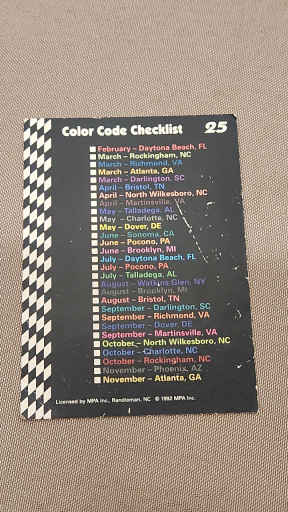 Color Code Checklist 25
February – Daytona Beach, FL
March – Rockingham, NC
March – Richmond, VA
March – Atlanta, GA
March – Darlington, SC
April – Bristol, TN
April – North Wilkesboro, NC
April – Martinsville, VA
May – Talladega, AL
May – Charlotte, NC
May – Dover, DE
June – Sonoma, CA
June – Pocono, PA
June – Brooklyn, MI
July – Daytona Beach, FL
July – Pocono, PA
July – Talladega, AL
August – Watkins Glen, NY
August – Brooklyn, MI
August – Bristol, TN
September – Darlington, SC
September – Richmond, VA
September – Dover, DE
September – Martinsville, VA
October – North Wilkesboro, NC
October – Charlotte, NC
October – Rockingham, NC
November – Phoenix, AZ
November – Atlanta, GA
Licensed by MPA Inc., Randleman, NC © 1992 MPA Inc.